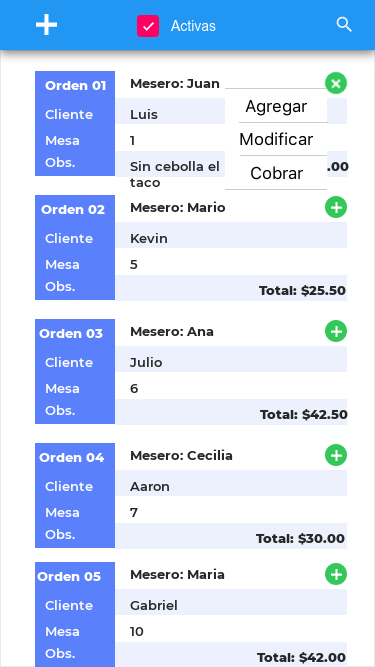 Activas
Orden 01 Mesero: Juan
Cliente Luis
Agregar
Mesa 1
Modificar
Obs. Sin cebolla el taco
.00
Cobrar
Orden 02 Mesero: Mario
Cliente Kevin
Mesa 5
Obs. Total: $25.50
Orden 03 Mesero: Ana
Cliente Julio
Mesa 6
Obs. Total: $42.50
Orden 04 Mesero: Cecilia
Cliente Aaron
Mesa 7
Obs. Total: $30.00
Orden 05 Mesero: Maria
Cliente Gabriel
Mesa 10
Obs. Total: $42.00